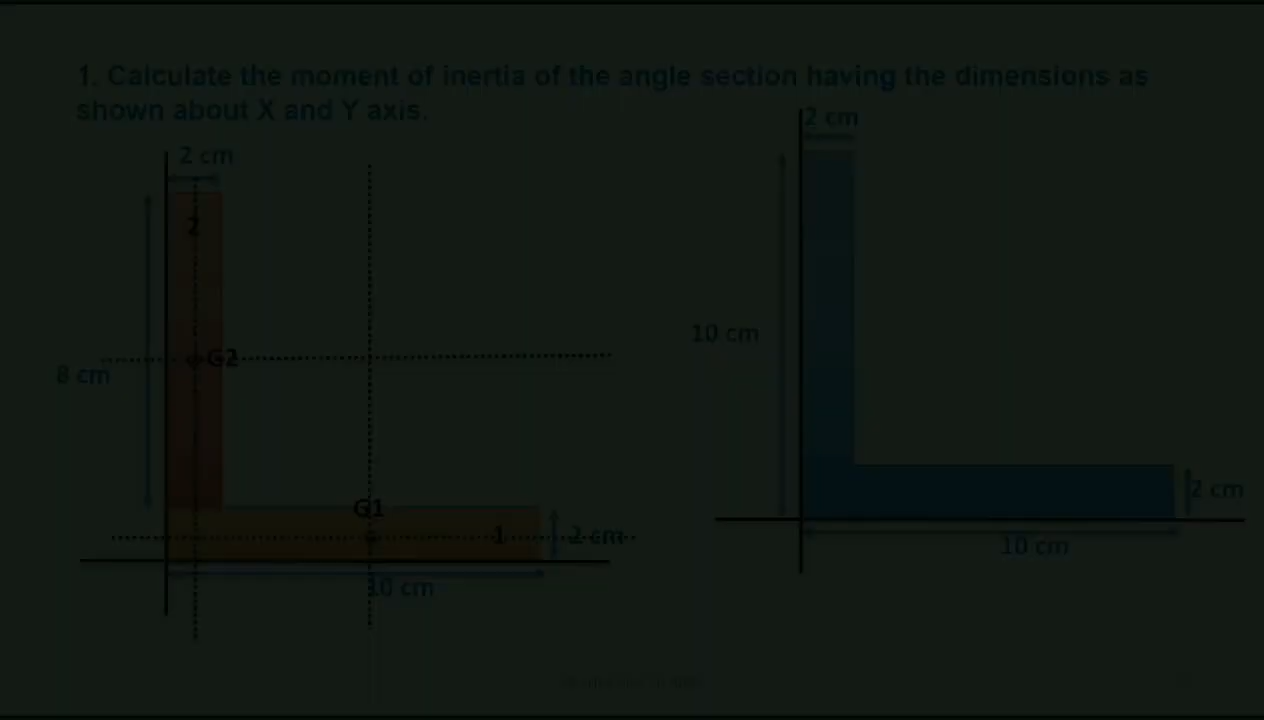 1. Calculate the moment of inertia of the angle section having the dimensions as
shown about X and Y axis.
2 cm
2
G2
8 cm
G1
1
2 cm
10 cm
2 cm
10 cm
2 cm
10 cm